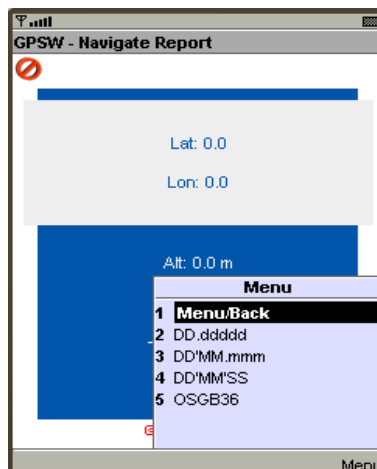 GPSW - Navigate Report
Lat: 0.0
Lon: 0.0
Alt: 0.0 m
Menu
1 Menu/Back
2 DD.ddddd
3 DD'MM.mmm
4 DD'MM'SS
5 OSGB36
Menu